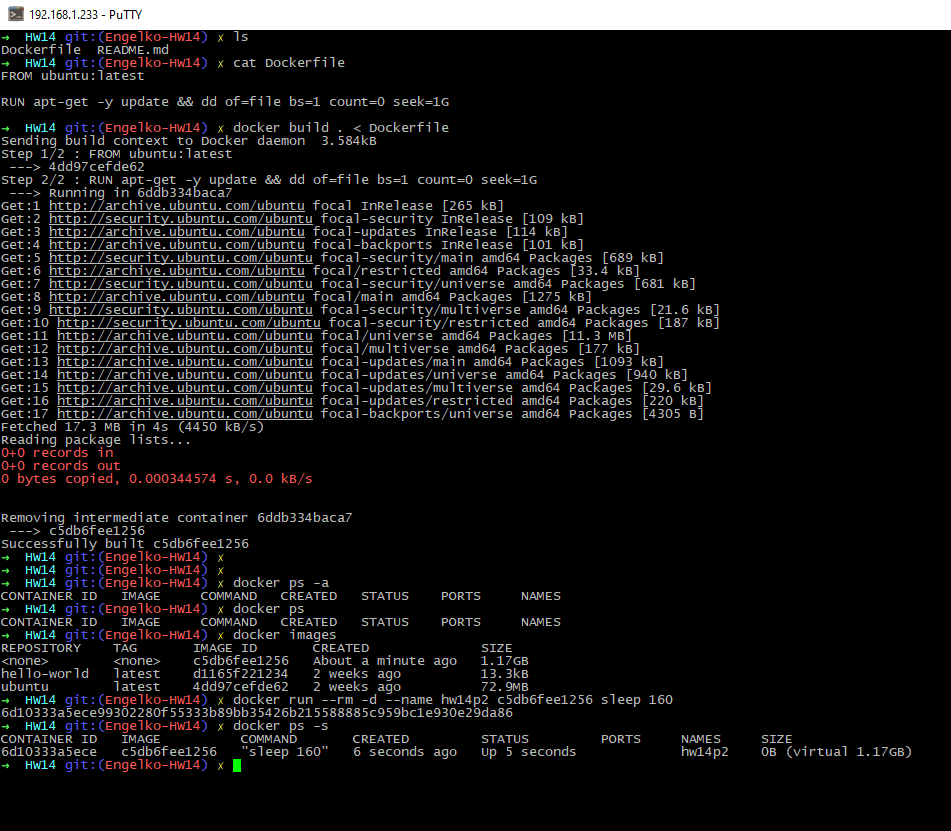 192.168.1.233 - PuTTY
→ HW14 git:(Engelko-HW14) ✗ ls
Dockerfile README.md
→ HW14 git:(Engelko-HW14) ✗ cat Dockerfile
FROM ubuntu:latest
RUN apt-get -y update && dd of=file bs=1 count=0 seek=1G
→ HW14 git:(Engelko-HW14) ✗ docker build . < Dockerfile
Sending build context to Docker daemon 3.584kB
Step 1/2 : FROM ubuntu:latest
---> 4dd97cefde62
Step 2/2 : RUN apt-get -y update && dd of=file bs=1 count=0 seek=1G
---> Running in 6ddb334baca7
Get:1 http://archive.ubuntu.com/ubuntu focal InRelease [265 kB]
Get:2 http://security.ubuntu.com/ubuntu focal-security InRelease [109 kB]
Get:3 http://archive.ubuntu.com/ubuntu focal-updates InRelease [114 kB]
Get:4 http://archive.ubuntu.com/ubuntu focal-backports InRelease [101 kB]
Get:5 http://security.ubuntu.com/ubuntu focal-security/main amd64 Packages [689 kB]
Get:6 http://archive.ubuntu.com/ubuntu focal/restricted amd64 Packages [33.4 kB]
Get:7 http://security.ubuntu.com/ubuntu focal-security/universe amd64 Packages [681 kB]
Get:8 http://archive.ubuntu.com/ubuntu focal/main amd64 Packages [1275 kB]
Get:9 http://security.ubuntu.com/ubuntu focal-security/multiverse amd64 Packages [21.6 kB]
Get:10 http://security.ubuntu.com/ubuntu focal-security/restricted amd64 Packages [187 kB]
Get:11 http://archive.ubuntu.com/ubuntu focal/universe amd64 Packages [11.3 MB]
Get:12 http://archive.ubuntu.com/ubuntu focal/multiverse amd64 Packages [177 kB]
Get:13 http://archive.ubuntu.com/ubuntu focal-updates/main amd64 Packages [1093 kB]
Get:14 http://archive.ubuntu.com/ubuntu focal-updates/universe amd64 Packages [940 kB]
Get:15 http://archive.ubuntu.com/ubuntu focal-updates/multiverse amd64 Packages [29.6 kB]
Get:16 http://archive.ubuntu.com/ubuntu focal-updates/restricted amd64 Packages [220 kB]
Get:17 http://archive.ubuntu.com/ubuntu focal-backports/universe amd64 Packages [4305 B]
Fetched 17.3 MB in 4s (4450 kB/s)
Reading package lists...
0+0 records in
0+0 records out
0 bytes copied, 0.000344574 s, 0.0 kB/s
Removing intermediate container 6ddb334baca7
---> c5db6fee1256
Successfully built c5db6fee1256
→ HW14 git:(Engelko-HW14) ✗
→ HW14 git:(Engelko-HW14) ✗
→ HW14 git:(Engelko-HW14) ✗ docker ps -a
CONTAINER ID IMAGE COMMAND CREATED STATUS PORTS NAMES
→ HW14 git:(Engelko-HW14) ✗ docker ps
CONTAINER ID IMAGE COMMAND CREATED STATUS PORTS NAMES
→ HW14 git:(Engelko-HW14) ✗ docker images
REPOSITORY TAG IMAGE ID CREATED SIZE
<none> <none> c5db6fee1256 About a minute ago 1.17GB
hello-world latest d1165f221234 2 weeks ago 13.3kB
ubuntu latest 4dd97cefde62 2 weeks ago 72.9MB
→ HW14 git:(Engelko-HW14) ✗ docker run --rm -d --name hw14p2 c5db6fee1256 sleep 160
6d10333a5ece99302280f55333b89bb35426b215588885c959bc1e930e29da86
→ HW14 git:(Engelko-HW14) ✗ docker ps -s
CONTAINER ID IMAGE COMMAND CREATED STATUS PORTS NAMES SIZE
6d10333a5ece c5db6fee1256 "sleep 160" 6 seconds ago Up 5 seconds hw14p2 0B (virtual 1.17GB)
→ HW14 git:(Engelko-HW14) ✗